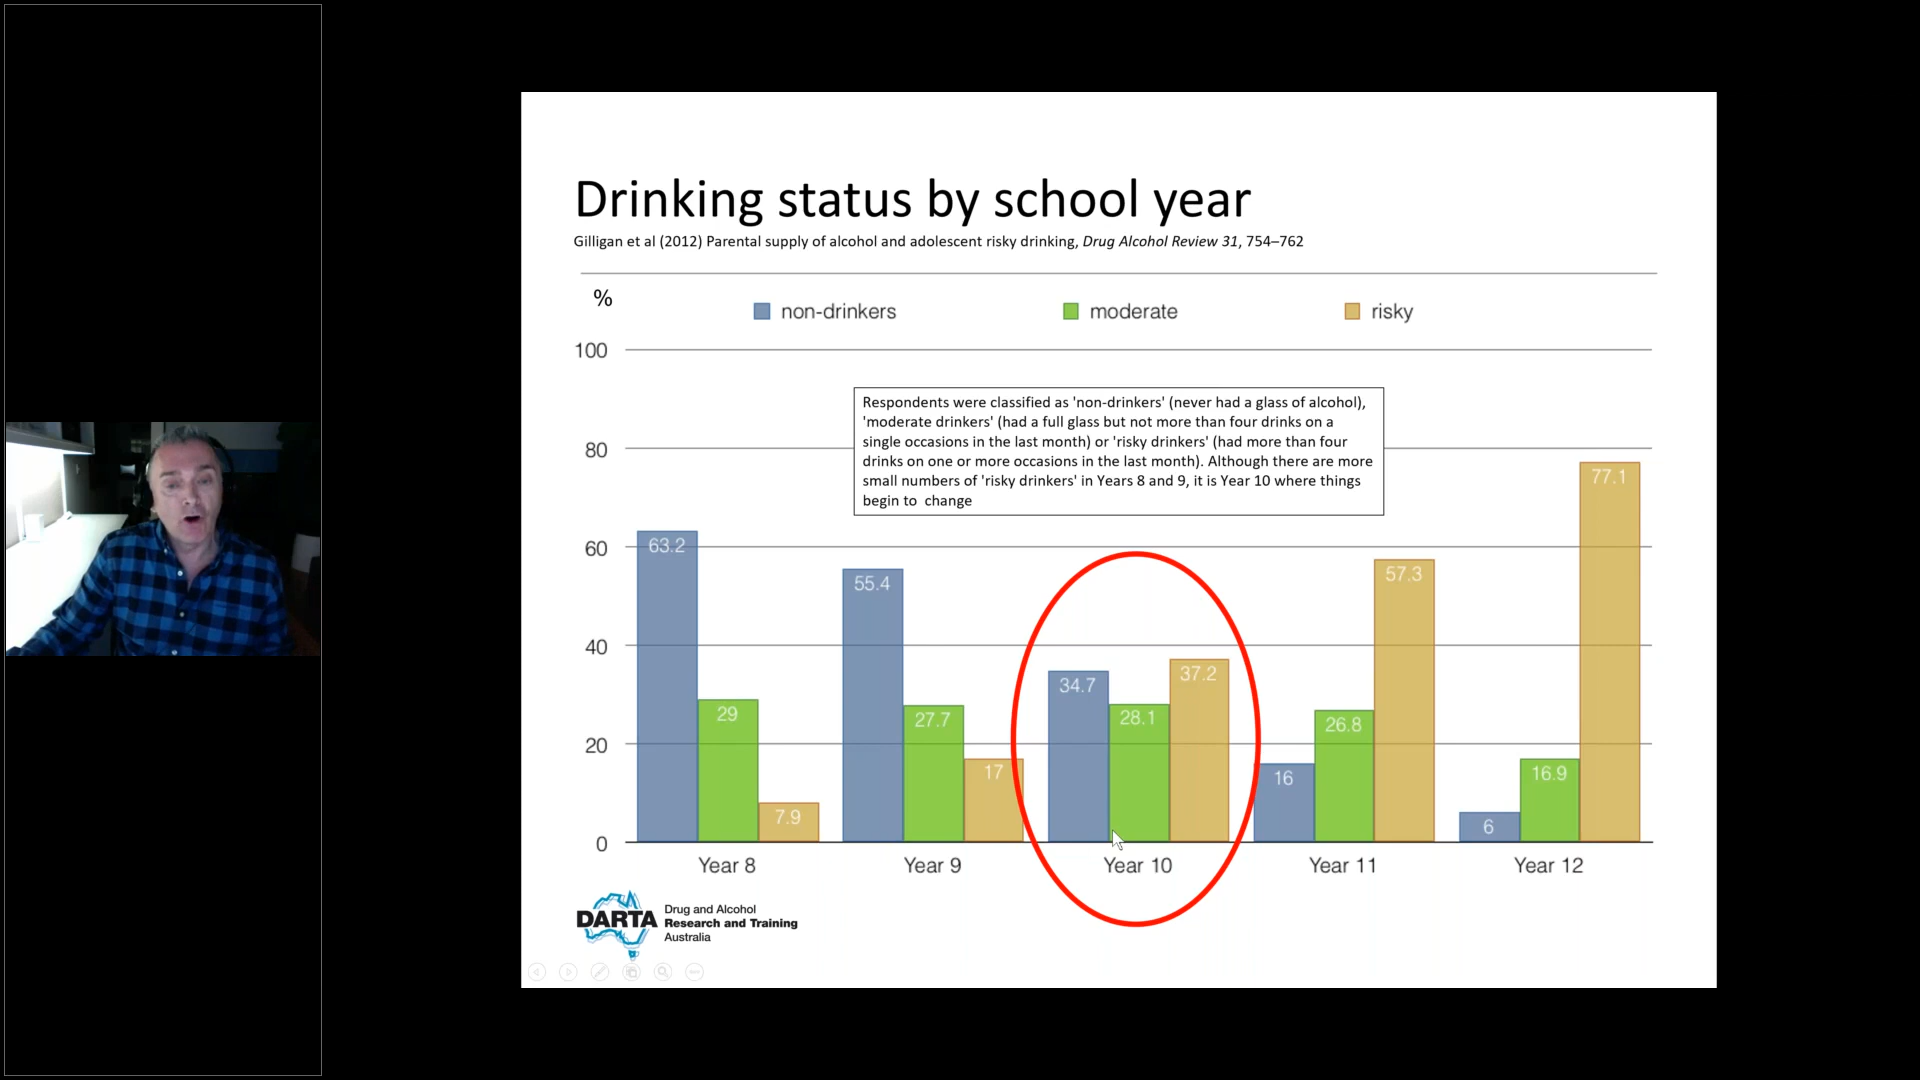 Drinking status by school year
Gilligan et al (2012) Parental supply of alcohol and adolescent risky drinking, Drug Alcohol Review 31, 754–762
%
non-drinkers
moderate
risky
100
80
60
40
20
0
Respondents were classified as 'non-drinkers' (never had a glass of alcohol),
'moderate drinkers' (had a full glass but not more than four drinks on a
single occasions in the last month) or 'risky drinkers' (had more than four
drinks on one or more occasions in the last month). Although there are more
small numbers of 'risky drinkers' in Years 8 and 9, it is Year 10 where things
begin to  change
63.2
29
7.9
55.4
27.7
17
34.7
28.1
37.2
16
26.8
57.3
6
16.9
77.1
Year 8
Year 9
Year 10
Year 11
Year 12
DARTA
Drug and Alcohol
Research and Training
Australia